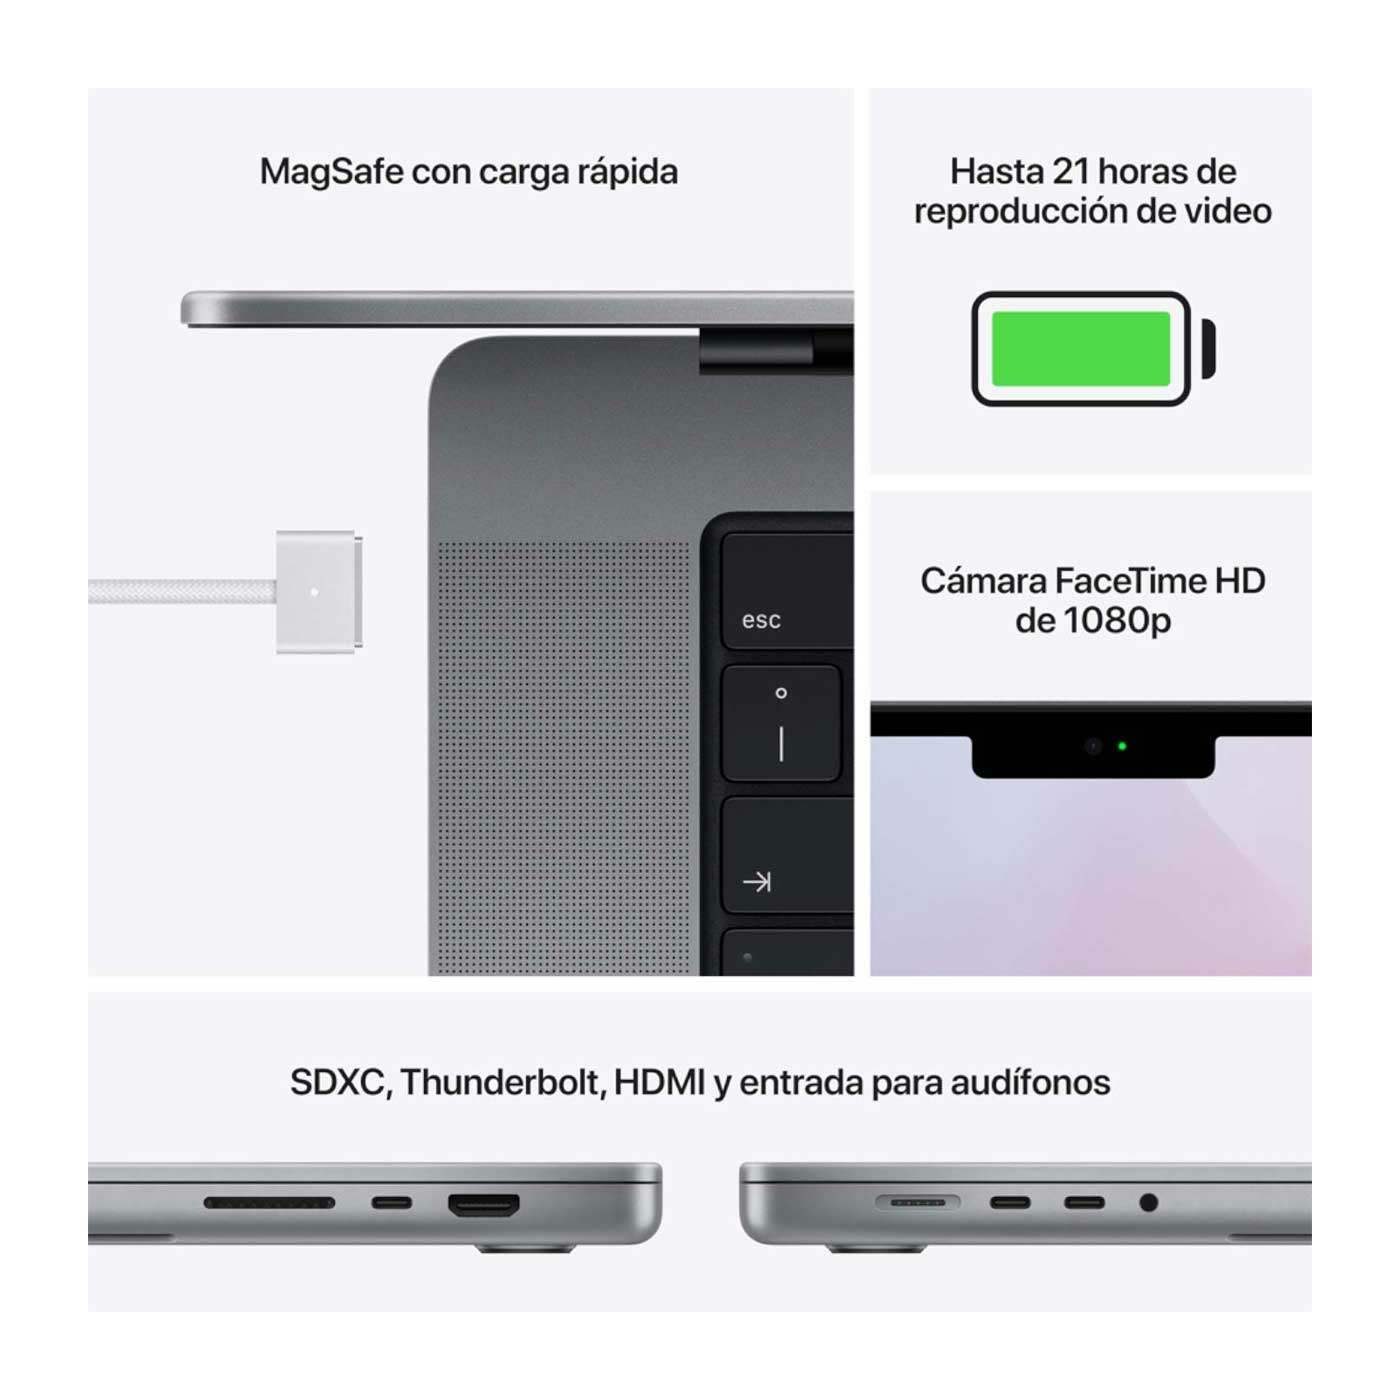 MagSafe con carga rápida
Hasta 21 horas de
reproducción de video
esc
Cámara FaceTime HD
de 1080p
SDXC, Thunderbolt, HDMI y entrada para audífonos